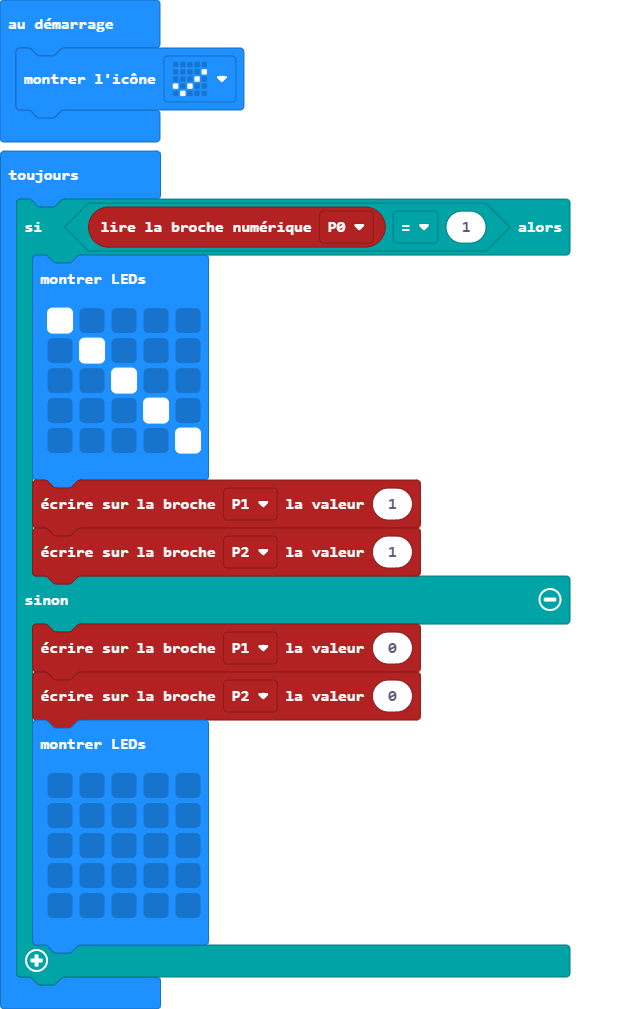 au démarrage
montrer l'icône
toujours
si lire la broche numérique P0 = 1 alors
montrer LEDs
écrire sur la broche P1 la valeur 1
écrire sur la broche P2 la valeur 1
sinon
écrire sur la broche P1 la valeur 0
écrire sur la broche P2 la valeur 0
montrer LEDs